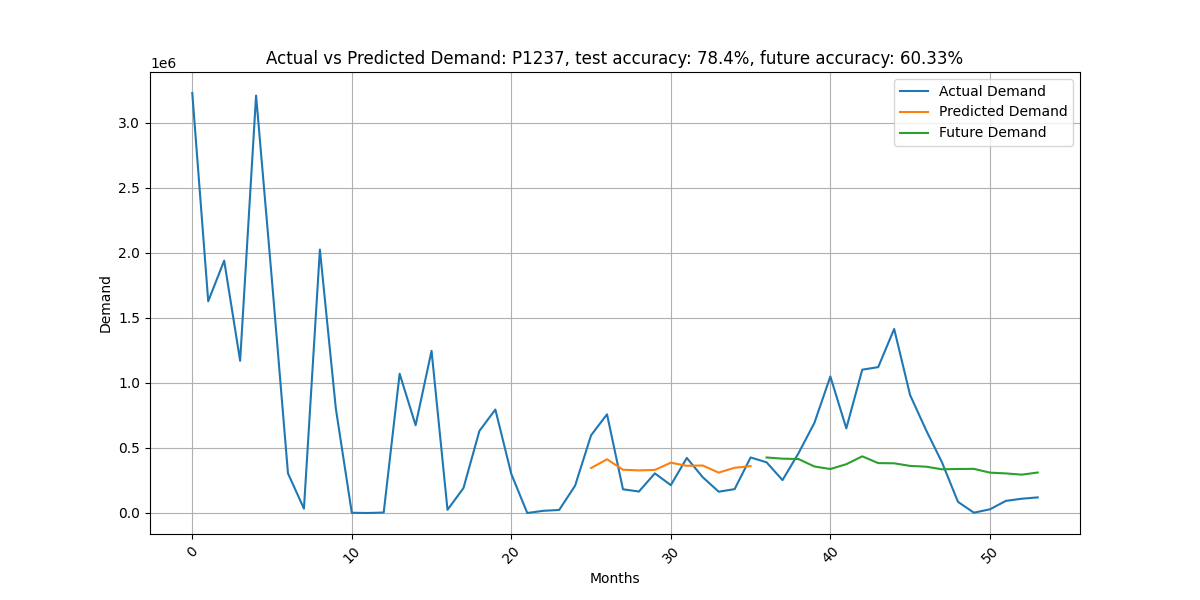 Actual vs Predicted Demand: P1237, test accuracy: 78.4%, future accuracy: 60.33%
1e6
Actual Demand
Predicted Demand
Future Demand
3.0
2.5
2.0
1.5
1.0
0.5
0.0
Demand
0 10 20 30 40 50
Months